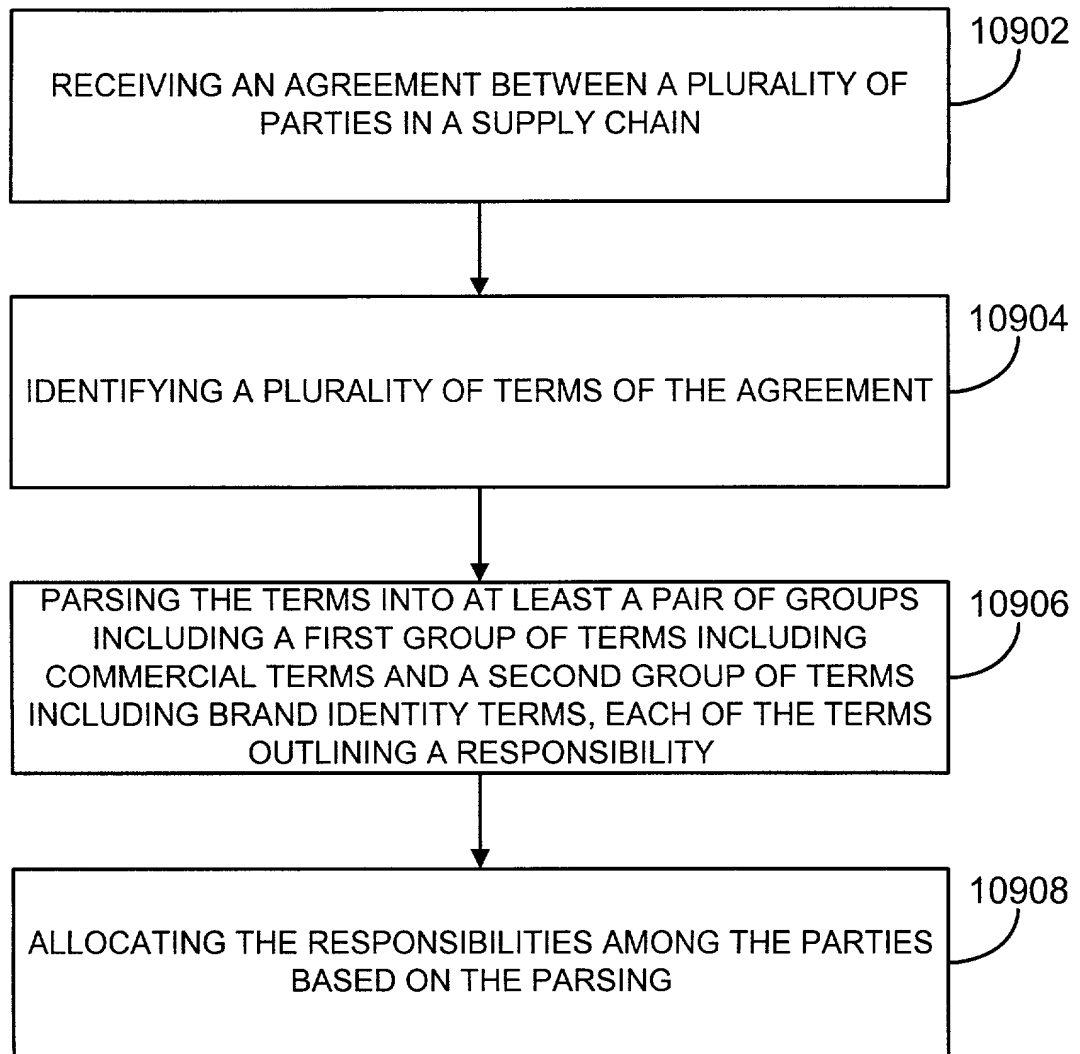 10902
RECEIVING AN AGREEMENT BETWEEN A PLURALITY OF
PARTIES IN A SUPPLY CHAIN
10904
IDENTIFYING A PLURALITY OF TERMS OF THE AGREEMENT
10906
PARSING THE TERMS INTO AT LEAST A PAIR OF GROUPS
INCLUDING A FIRST GROUP OF TERMS INCLUDING
COMMERCIAL TERMS AND A SECOND GROUP OF TERMS
INCLUDING BRAND IDENTITY TERMS, EACH OF THE TERMS
OUTLINING A RESPONSIBILITY
10908
ALLOCATING THE RESPONSIBILITIES AMONG THE PARTIES
BASED ON THE PARSING